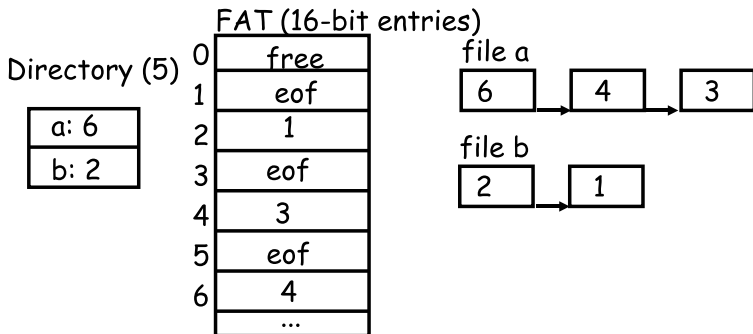 FAT (16-bit entries)
Directory (5)
a: 6
b: 2
0 free
1 eof
2 1
3 eof
4 3
5 eof
6 4
...
file a
6 4 3
file b
2 1